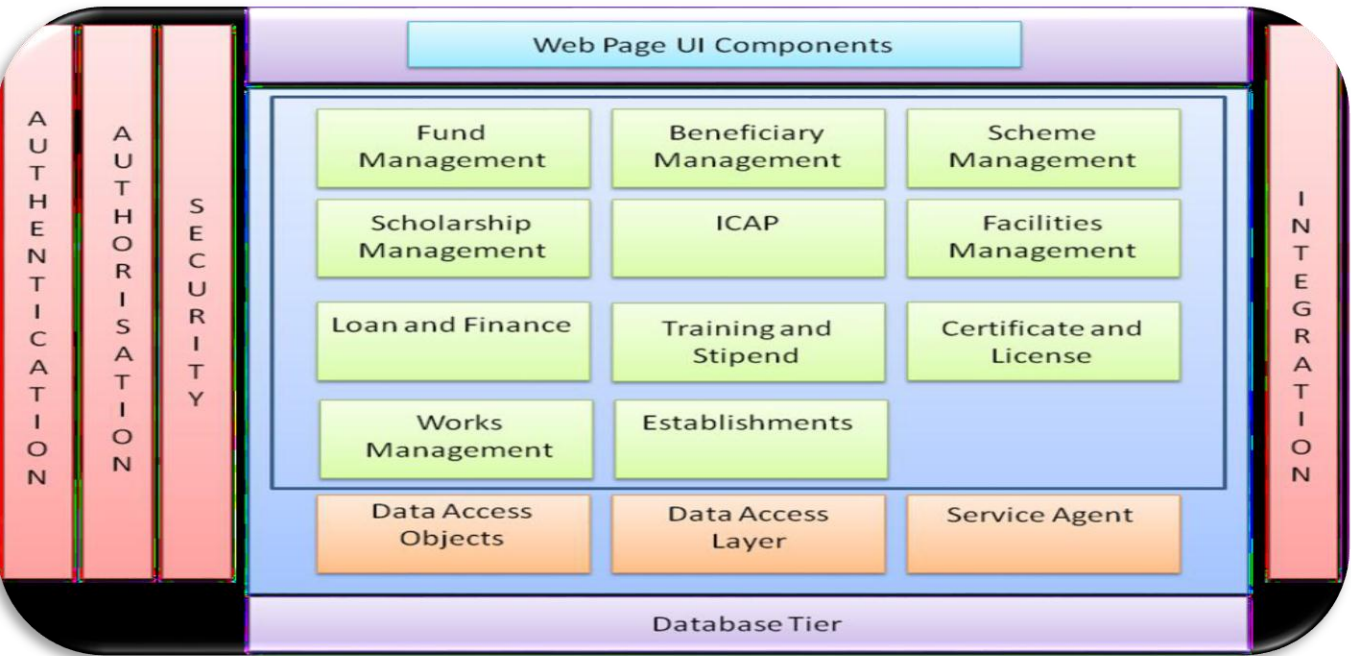 Web Page UI Components
AUTHENTICATION
AUTHORISATION
SECURITY
Fund
Management
Beneficiary
Management
Scheme
Management
Scholarship
Management
ICAP
Facilities
Management
Loan and Finance
Training and
Stipend
Certificate and
License
Works
Management
Establishments
Data Access
Objects
Data Access
Layer
Service Agent
Database Tier
INTEGRATION